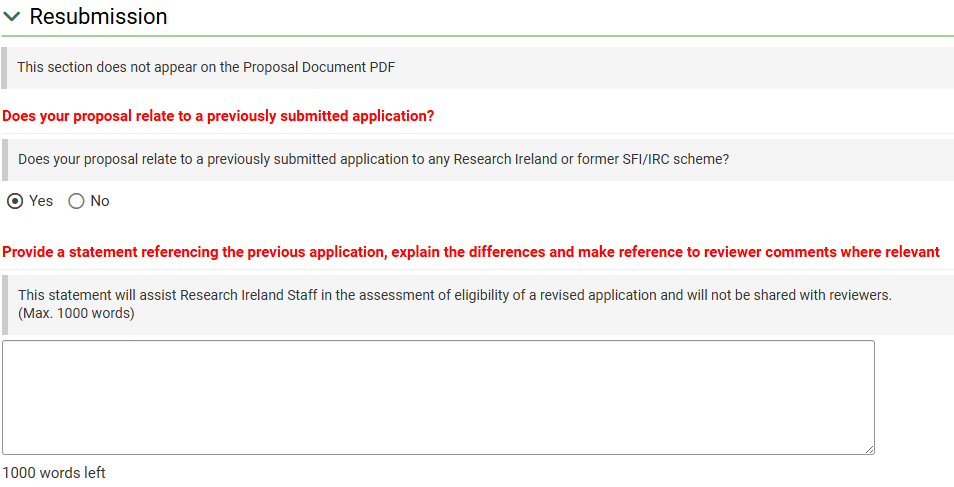 Resubmission
This section does not appear on the Proposal Document PDF
Does your proposal relate to a previously submitted application?
Does your proposal relate to a previously submitted application to any Research Ireland or former SFI/IRC scheme?
Yes No
Provide a statement referencing the previous application, explain the differences and make reference to reviewer comments where relevant
This statement will assist Research Ireland Staff in the assessment of eligibility of a revised application and will not be shared with reviewers.
(Max. 1000 words)
1000 words left